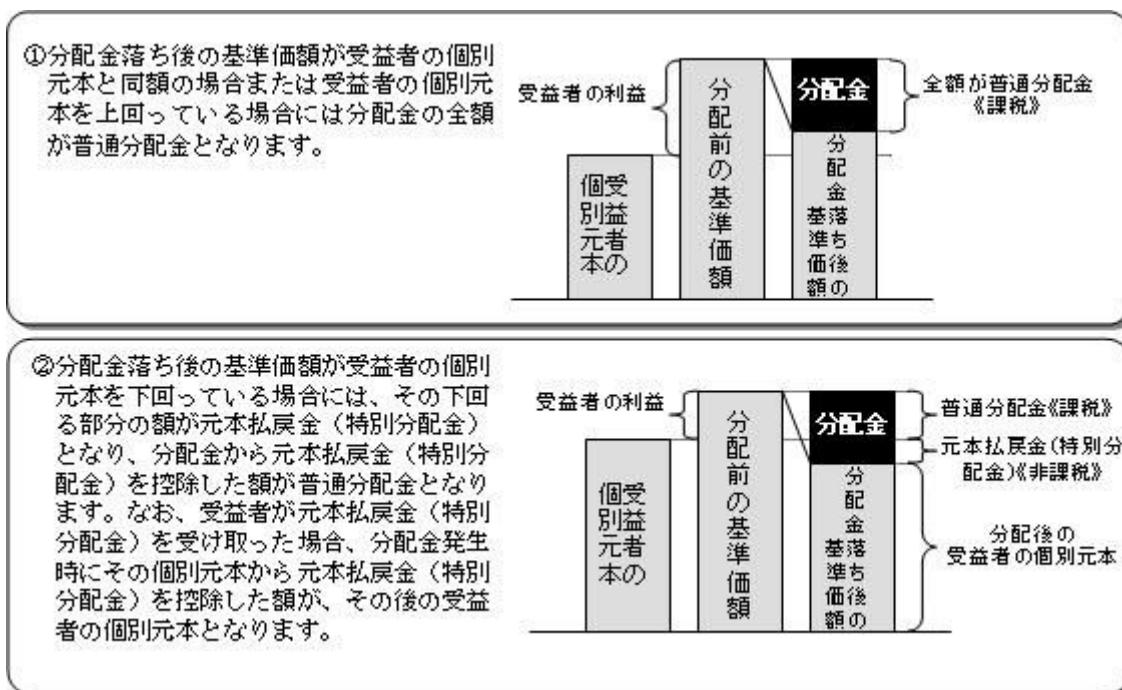 ①分配金落ち後の基準価額が受益者の個別
元本と同額の場合または受益者の個別元
本を上回っている場合には分配金の全額
が普通分配金となります。
受益者の利益
受益者の
個別元本
分配前の基準価額
分配金
分配金落ち後の
基準価額
全額が普通分配金
《課税》
②分配金落ち後の基準価額が受益者の個別
元本を下回っている場合には、その下回
る部分の額が元本払戻金（特別分配金）
となり、分配金から元本払戻金（特別分
配金）を控除した額が普通分配金となり
ます。なお、受益者が元本払戻金（特別
分配金）を受け取った場合、分配金発生
時にその個別元本から元本払戻金（特別
分配金）を控除した額が、その後の受益
者の個別元本となります。
受益者の利益
受益者の
個別元本
分配前の基準価額
分配金
分配金落ち後の
基準価額
普通分配金《課税》
元本払戻金(特別分
配金)《非課税》
分配後の
受益者の個別元本